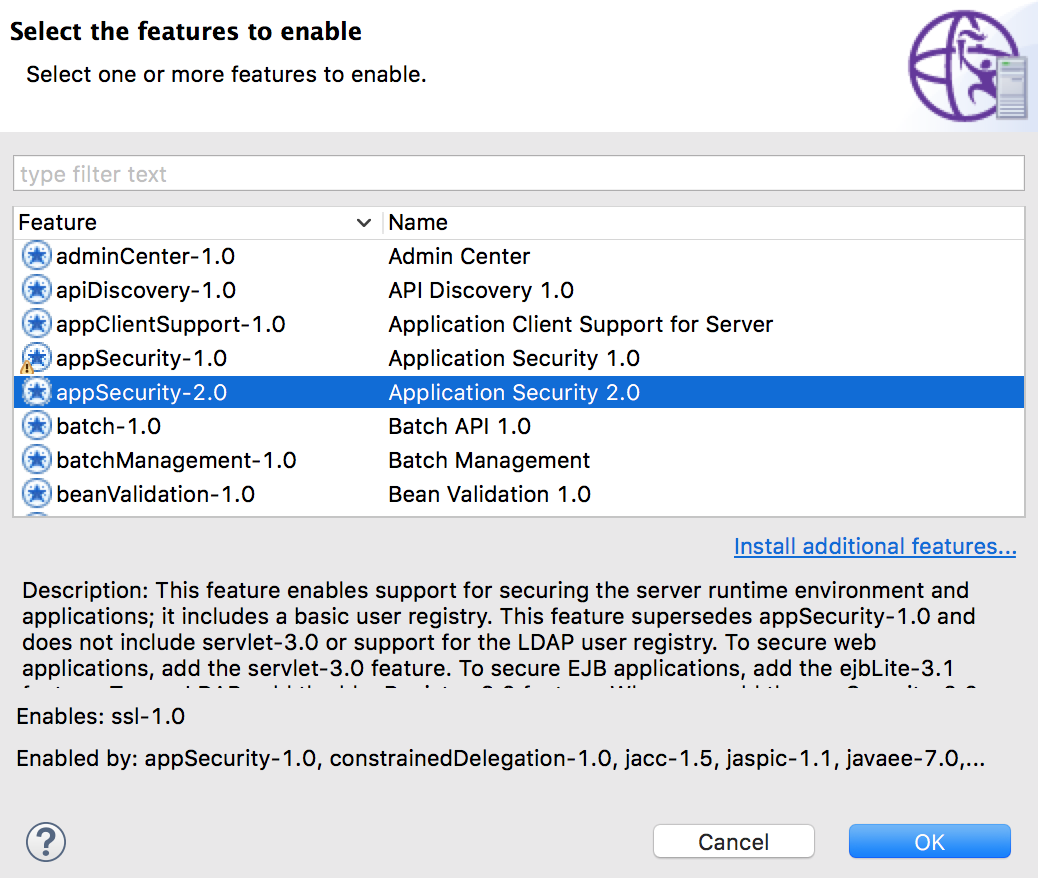 Select the features to enable
Select one or more features to enable.
type filter text
Feature Name
adminCenter-1.0 Admin Center
apiDiscovery-1.0 API Discovery 1.0
appClientSupport-1.0 Application Client Support for Server
appSecurity-1.0 Application Security 1.0
appSecurity-2.0 Application Security 2.0
batch-1.0 Batch API 1.0
batchManagement-1.0 Batch Management
beanValidation-1.0 Bean Validation 1.0
Install additional features...
Description: This feature enables support for securing the server runtime environment and
applications; it includes a basic user registry. This feature supersedes appSecurity-1.0 and
does not include servlet-3.0 or support for the LDAP user registry. To secure web
applications, add the servlet-3.0 feature. To secure EJB applications, add the ejbLite-3.1
Enables: ssl-1.0
Enabled by: appSecurity-1.0, constrainedDelegation-1.0, jacc-1.5, jaspic-1.1, javaee-7.0,...
? Cancel OK